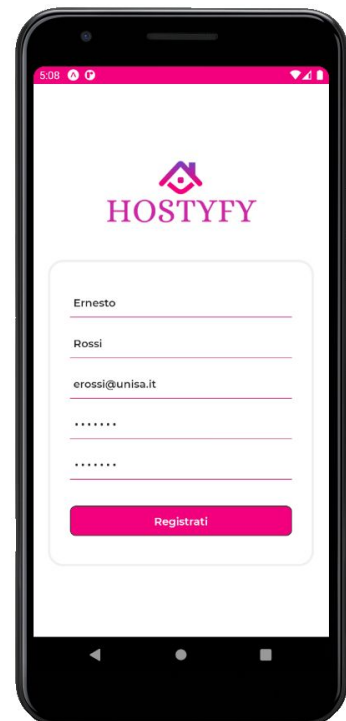 5:08
HOSTYFY
Ernesto
Rossi
erossi@unisa.it
.......
.......
Registrati